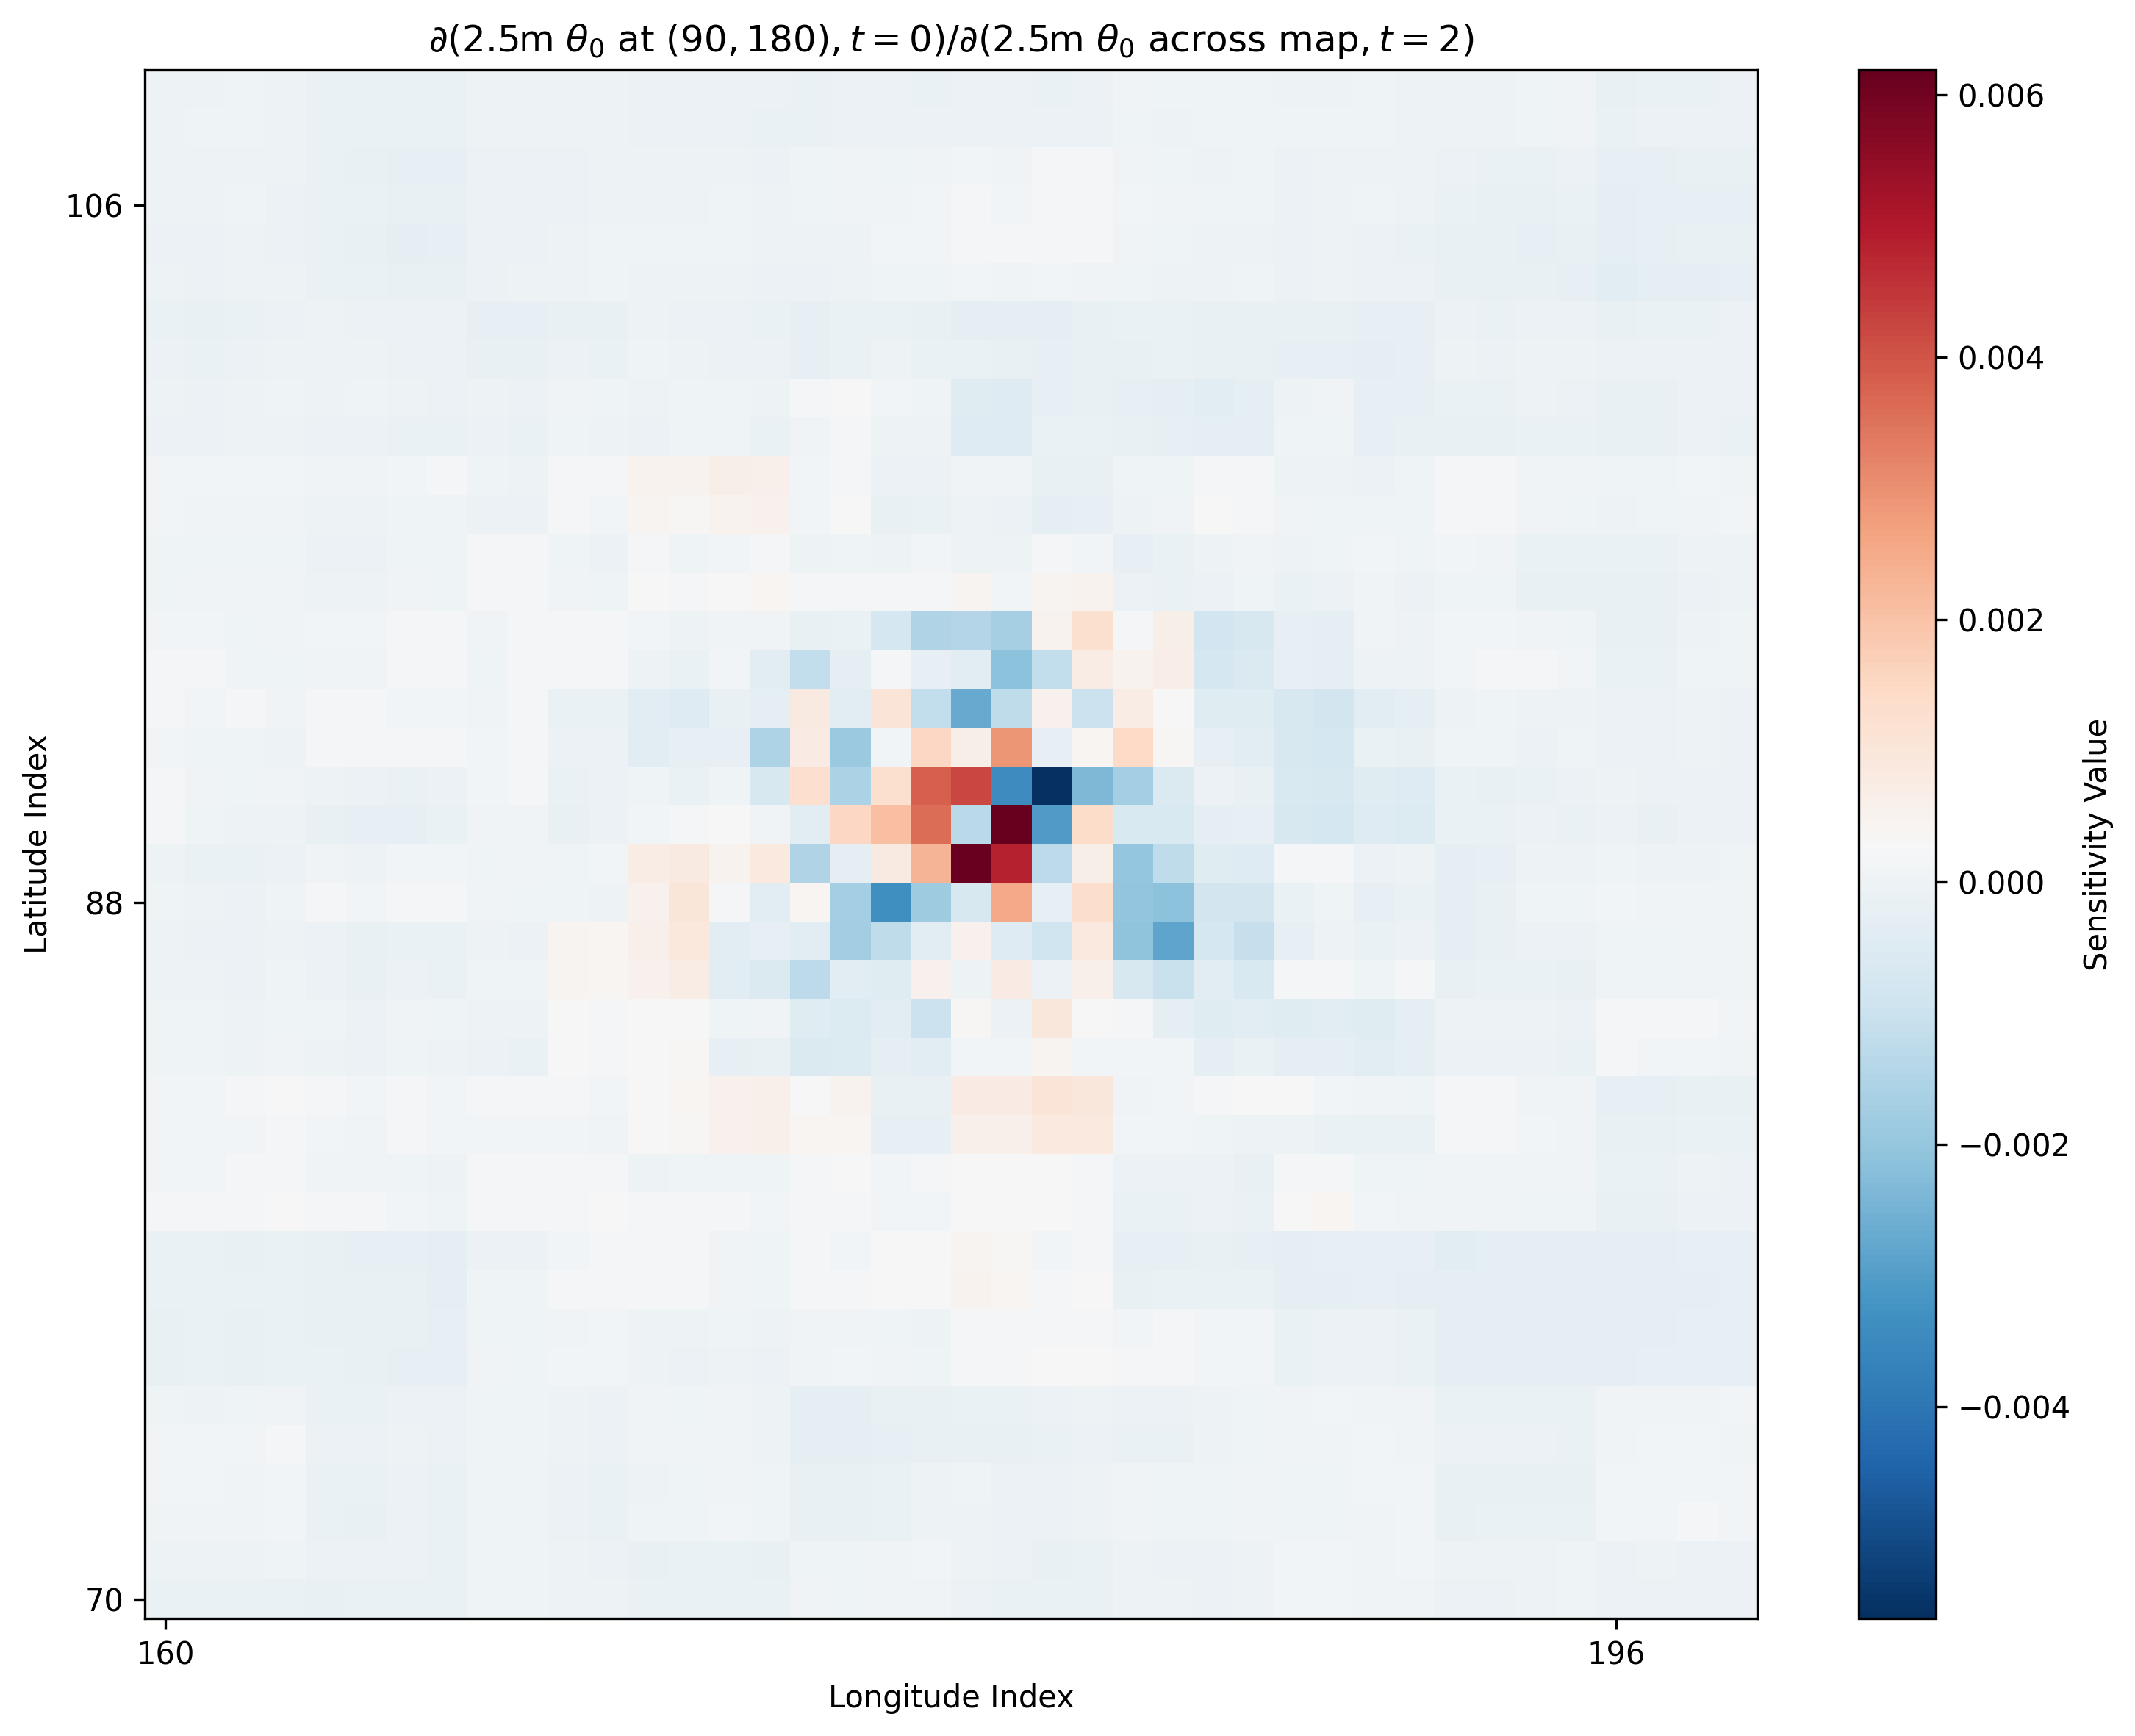 ∂(2.5m θ₀ at (90, 180), t = 0)/∂(2.5m θ₀ across map, t = 2)
106
88
70
160
196
Latitude Index
Longitude Index
0.006
0.004
0.002
0.000
−0.002
−0.004
Sensitivity Value